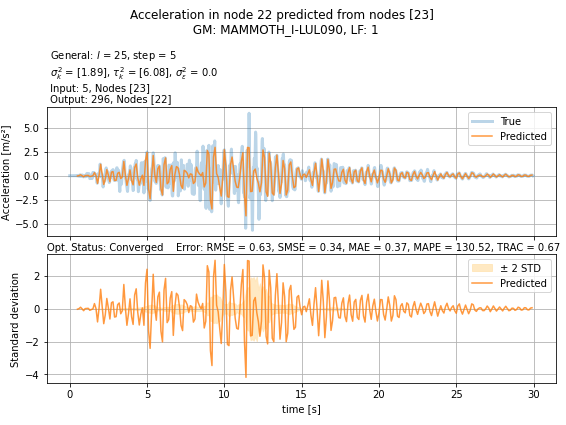 Acceleration in node 22 predicted from nodes [23]
GM: MAMMOTH_I-LUL090, LF: 1
General: l = 25, step = 5
σ²ₖ = [1.89], τ²ₖ = [6.08], σ²ε = 0.0
Input: 5, Nodes [23]
Output: 296, Nodes [22]
Acceleration [m/s²]
5.0
2.5
0.0
−2.5
−5.0
True
Predicted
Opt. Status: Converged Error: RMSE = 0.63, SMSE = 0.34, MAE = 0.37, MAPE = 130.52, TRAC = 0.67
Standard deviation
2
0
−2
−4
± 2 STD
Predicted
0 5 10 15 20 25 30
time [s]